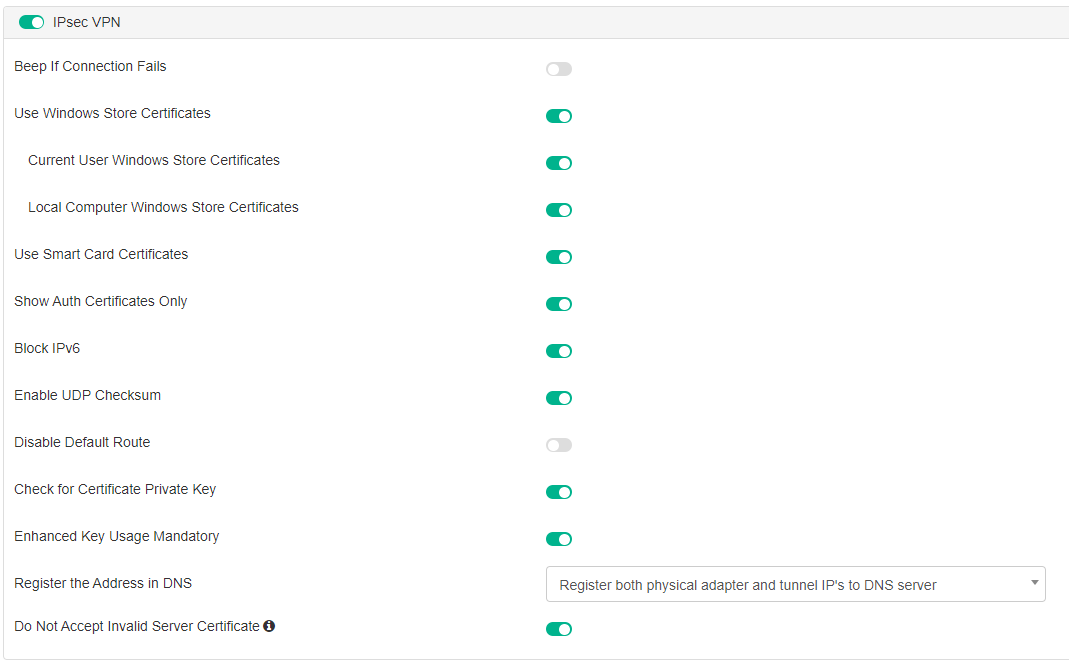 IPsec VPN
Beep If Connection Fails
Use Windows Store Certificates
Current User Windows Store Certificates
Local Computer Windows Store Certificates
Use Smart Card Certificates
Show Auth Certificates Only
Block IPv6
Enable UDP Checksum
Disable Default Route
Check for Certificate Private Key
Enhanced Key Usage Mandatory
Register the Address in DNS Register both physical adapter and tunnel IP's to DNS server
Do Not Accept Invalid Server Certificate